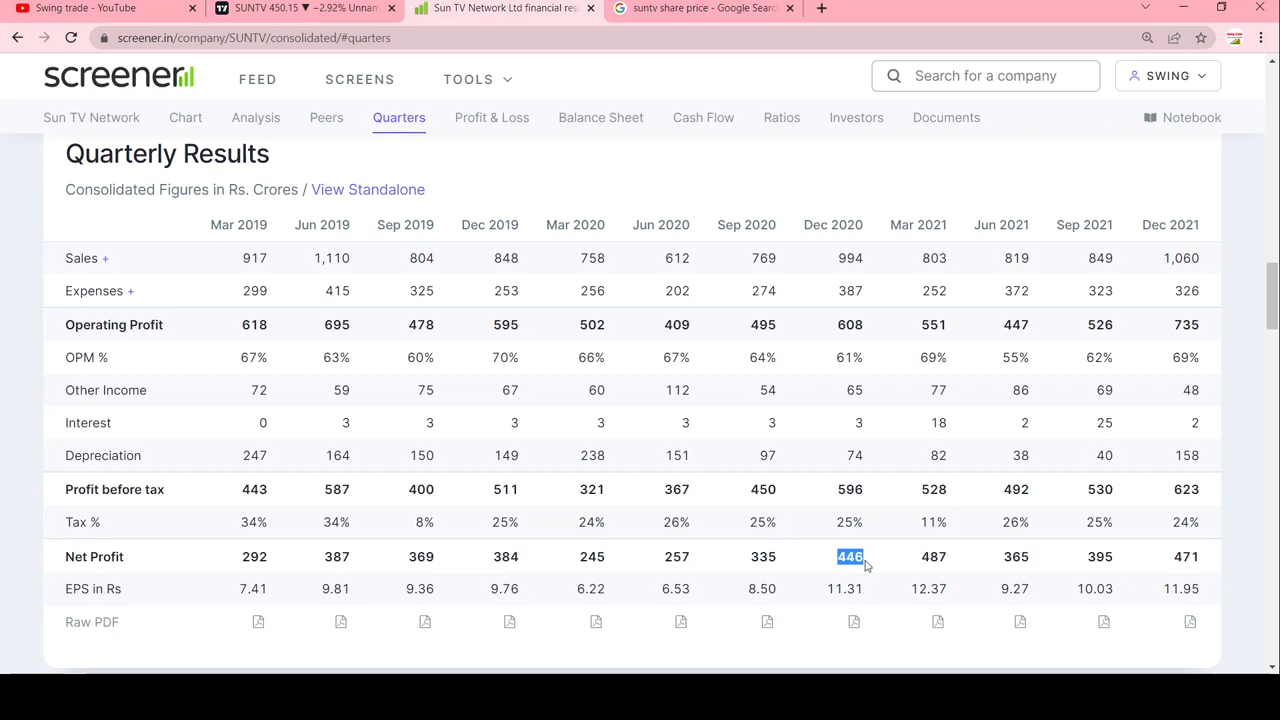 Swing trade - YouTube
SUNTV 450.15 ▼ −2.92% Unnam
Sun TV Network Ltd financial res
suntv share price - Google Searc
screener.in/company/SUNTV/consolidated/#quarters
screener
FEED SCREENS TOOLS
Search for a company
SWING
Sun TV Network Chart Analysis Peers Quarters Profit & Loss Balance Sheet Cash Flow Ratios Investors Documents Notebook
Quarterly Results
Consolidated Figures in Rs. Crores / View Standalone
Mar 2019 Jun 2019 Sep 2019 Dec 2019 Mar 2020 Jun 2020 Sep 2020 Dec 2020 Mar 2021 Jun 2021 Sep 2021 Dec 2021
Sales + 917 1,110 804 848 758 612 769 994 803 819 849 1,060
Expenses + 299 415 325 253 256 202 274 387 252 372 323 326
Operating Profit 618 695 478 595 502 409 495 608 551 447 526 735
OPM % 67% 63% 60% 70% 66% 67% 64% 61% 69% 55% 62% 69%
Other Income 72 59 75 67 60 112 54 65 77 86 69 48
Interest 0 3 3 3 3 3 3 3 18 2 25 2
Depreciation 247 164 150 149 238 151 97 74 82 38 40 158
Profit before tax 443 587 400 511 321 367 450 596 528 492 530 623
Tax % 34% 34% 8% 25% 24% 26% 25% 25% 11% 26% 25% 24%
Net Profit 292 387 369 384 245 257 335 446 487 365 395 471
EPS in Rs 7.41 9.81 9.36 9.76 6.22 6.53 8.50 11.31 12.37 9.27 10.03 11.95
Raw PDF